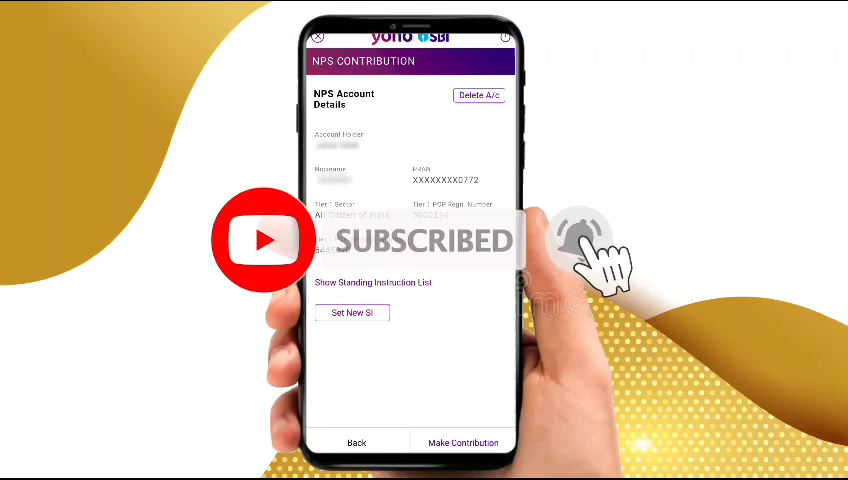 yono SBI
NPS CONTRIBUTION
NPS Account
Details
Delete A/c
Account Holder
Nickname
PRAN
XXXXXXXX0772
Tier 1 Sector
Tier 1 POP Regn. Number
All Citizen of India
5000214
SUBSCRIBED
Show Standing Instruction List
Set New SI
Back
Make Contribution